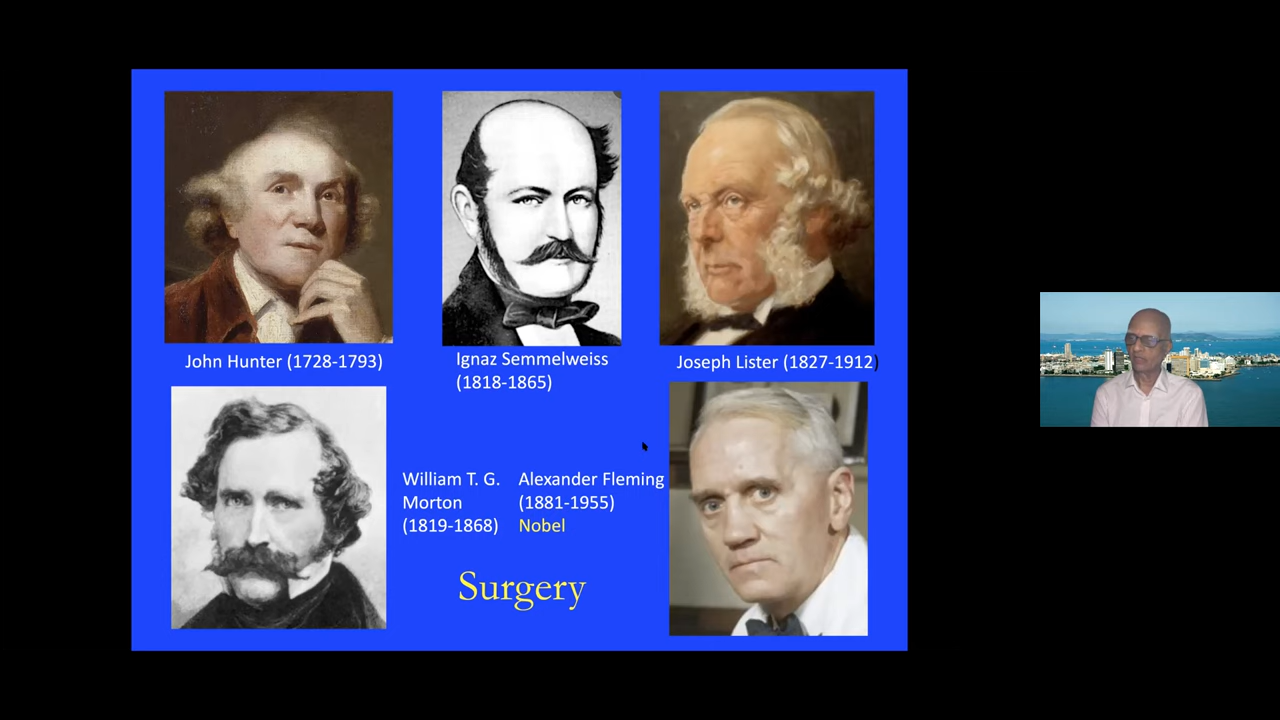 John Hunter (1728-1793)
Ignaz Semmelweiss
(1818-1865)
Joseph Lister (1827-1912)
William T. G.
Morton
(1819-1868)
Alexander Fleming
(1881-1955)
Nobel
Surgery